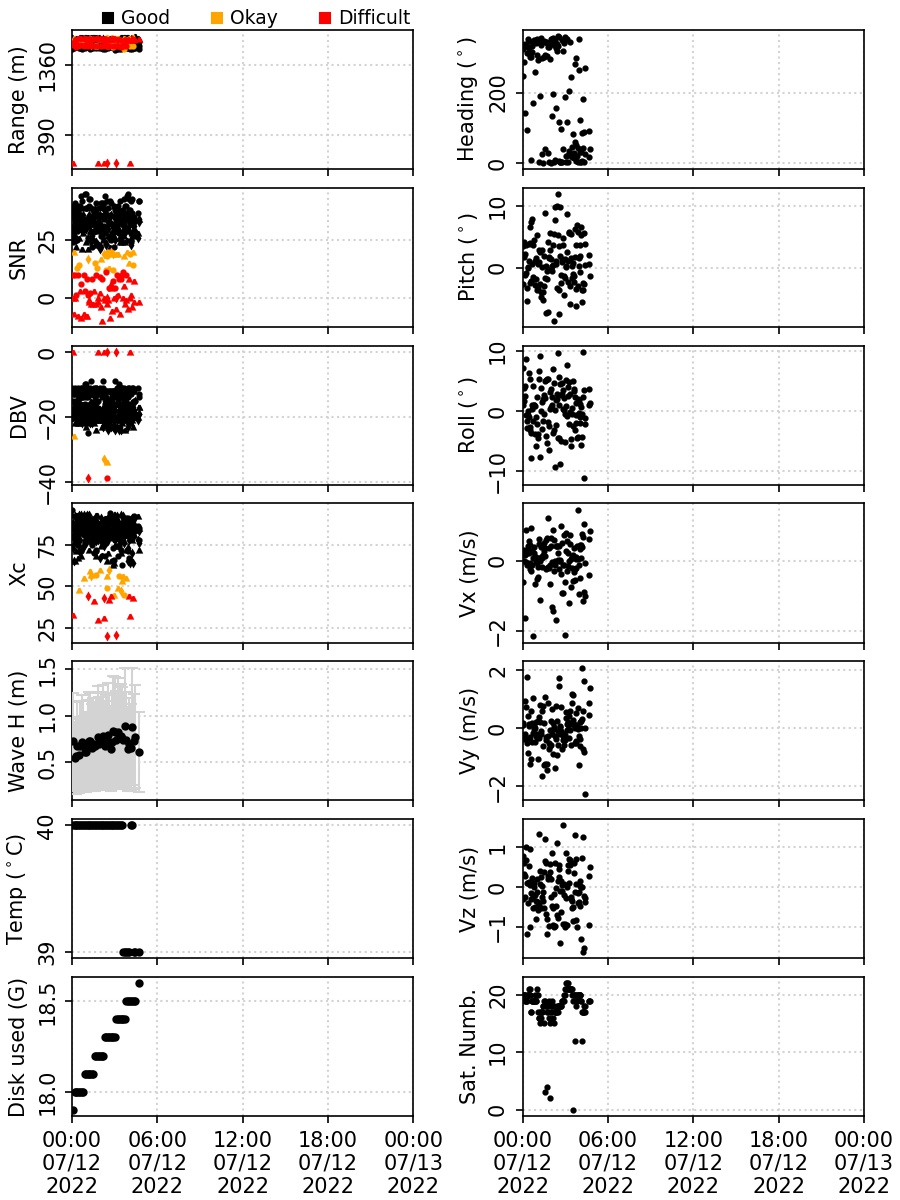 Good Okay Difficult
Range (m)
1360
390
Heading (°)
200
0
SNR
25
0
Pitch (°)
10
0
DBV
0
−20
−40
Roll (°)
10
0
−10
Xc
75
50
25
Vx (m/s)
0
−2
Wave H (m)
1.5
1.0
0.5
Vy (m/s)
2
0
−2
Temp (°C)
40
39
Vz (m/s)
1
0
−1
Disk used (G)
18.5
18.0
Sat. Numb.
20
10
0
00:00 06:00 12:00 18:00 00:00 00:00 06:00 12:00 18:00 00:00
07/12 07/12 07/12 07/12 07/13 07/12 07/12 07/12 07/12 07/13
2022 2022 2022 2022 2022 2022 2022 2022 2022 2022